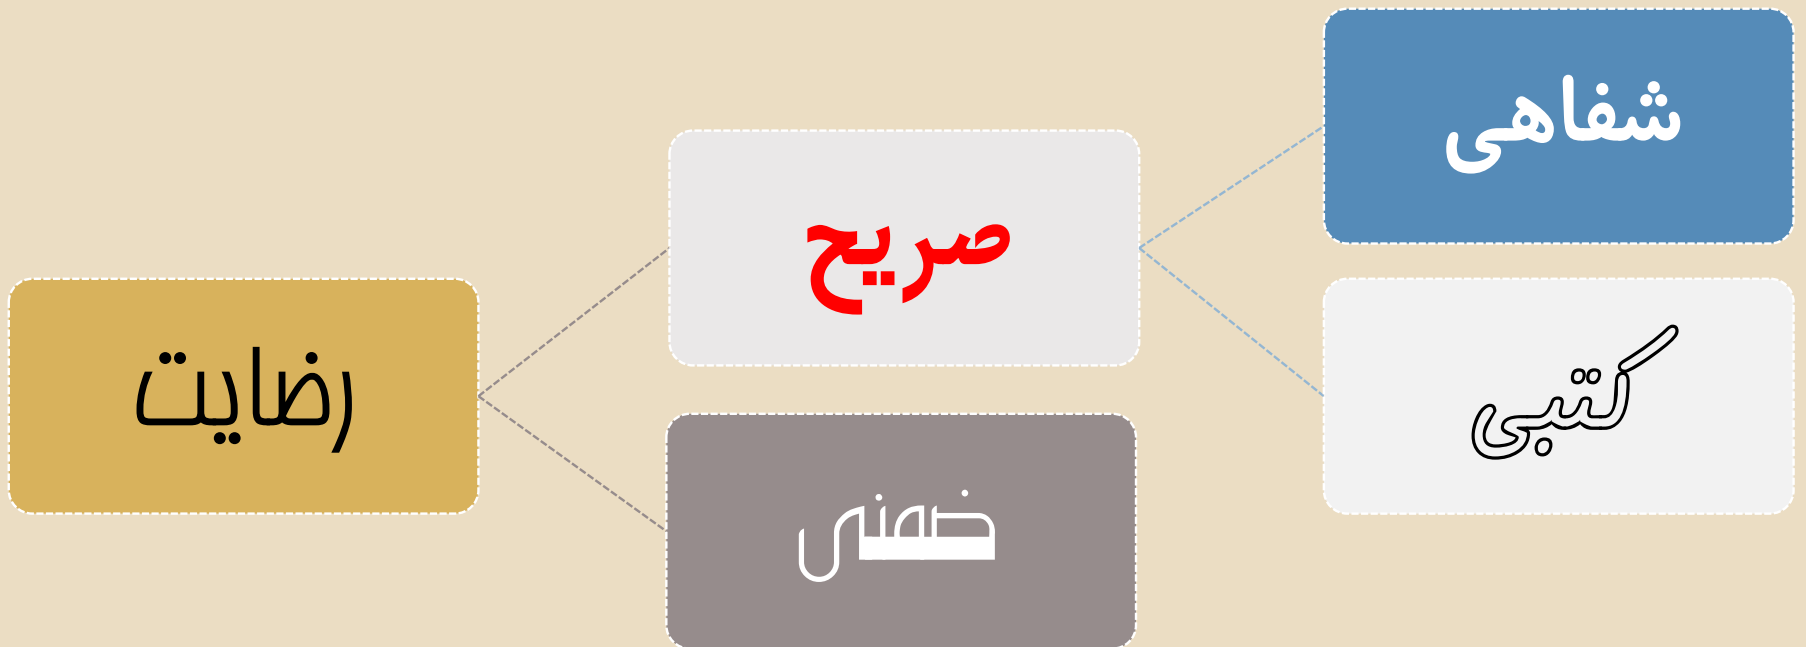 رضایت
صریح
ضمنی
شفاهی
کتبی